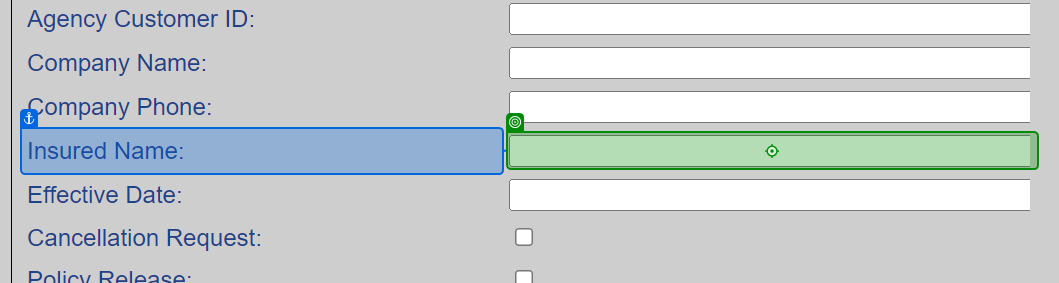 Agency Customer ID:
Company Name:
Company Phone:
Insured Name:
Effective Date:
Cancellation Request:
Policy Release: